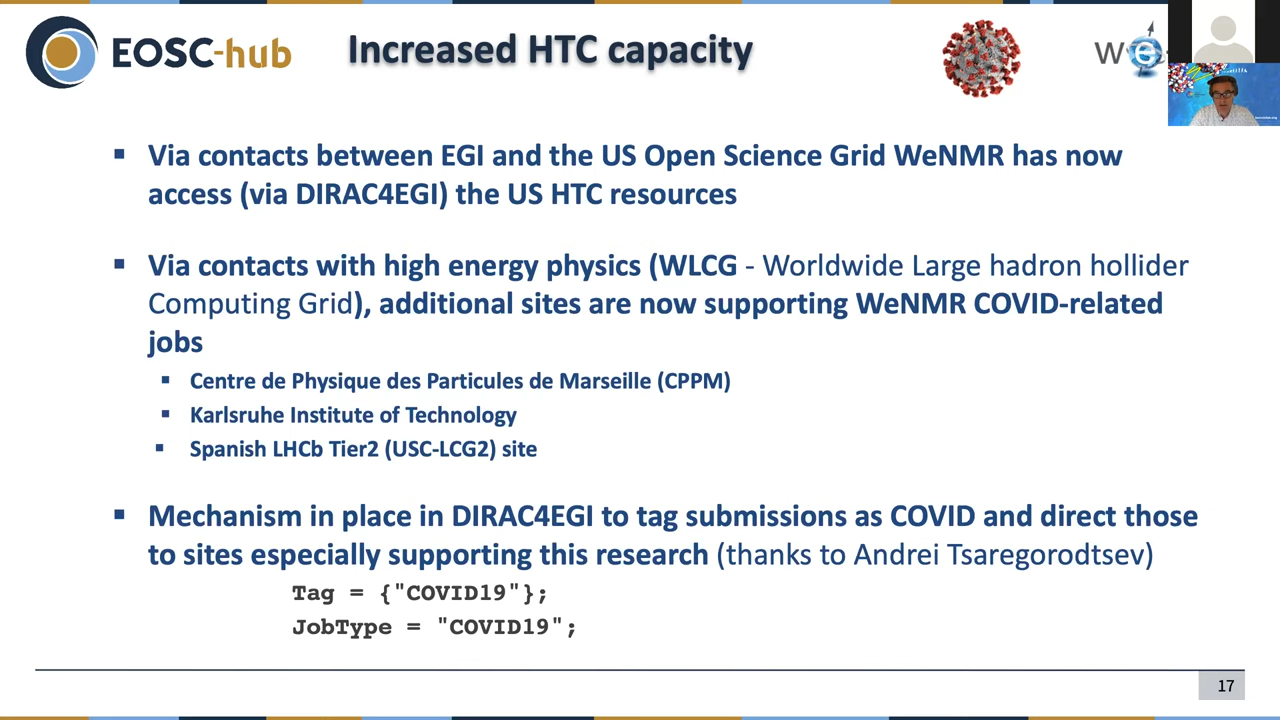 EOSC-hub
Increased HTC capacity
▪ Via contacts between EGI and the US Open Science Grid WeNMR has now
access (via DIRAC4EGI) the US HTC resources
▪ Via contacts with high energy physics (WLCG - Worldwide Large hadron hollider
Computing Grid), additional sites are now supporting WeNMR COVID-related
jobs
▪ Centre de Physique des Particules de Marseille (CPPM)
▪ Karlsruhe Institute of Technology
▪ Spanish LHCb Tier2 (USC-LCG2) site
▪ Mechanism in place in DIRAC4EGI to tag submissions as COVID and direct those
to sites especially supporting this research (thanks to Andrei Tsaregorodtsev)
Tag = {"COVID19"};
JobType = "COVID19";
17